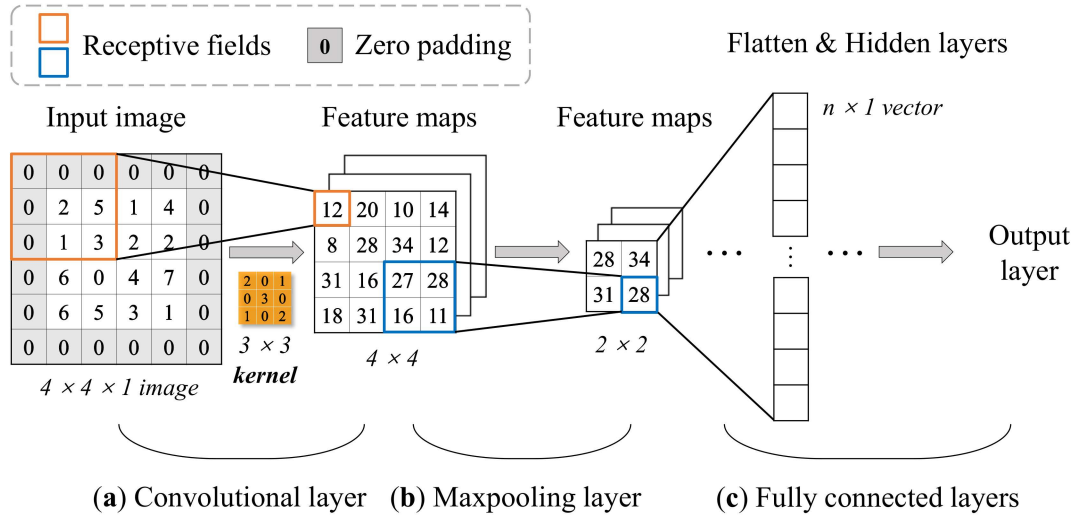 Receptive fields
0 Zero padding
Flatten & Hidden layers
Input image
Feature maps
Feature maps
n × 1 vector
0 0 0 0 0 0
0 2 5 1 4 0
0 1 3 2 2 0
0 6 0 4 7 0
0 6 5 3 1 0
0 0 0 0 0 0
4 × 4 × 1 image
2 0 1
0 3 0
1 0 2
3 × 3
kernel
12 20 10 14
8 28 34 12
31 16 27 28
18 31 16 11
4 × 4
28 34
31 28
2 × 2
...
⋮
...
Output
layer
(a) Convolutional layer
(b) Maxpooling layer
(c) Fully connected layers